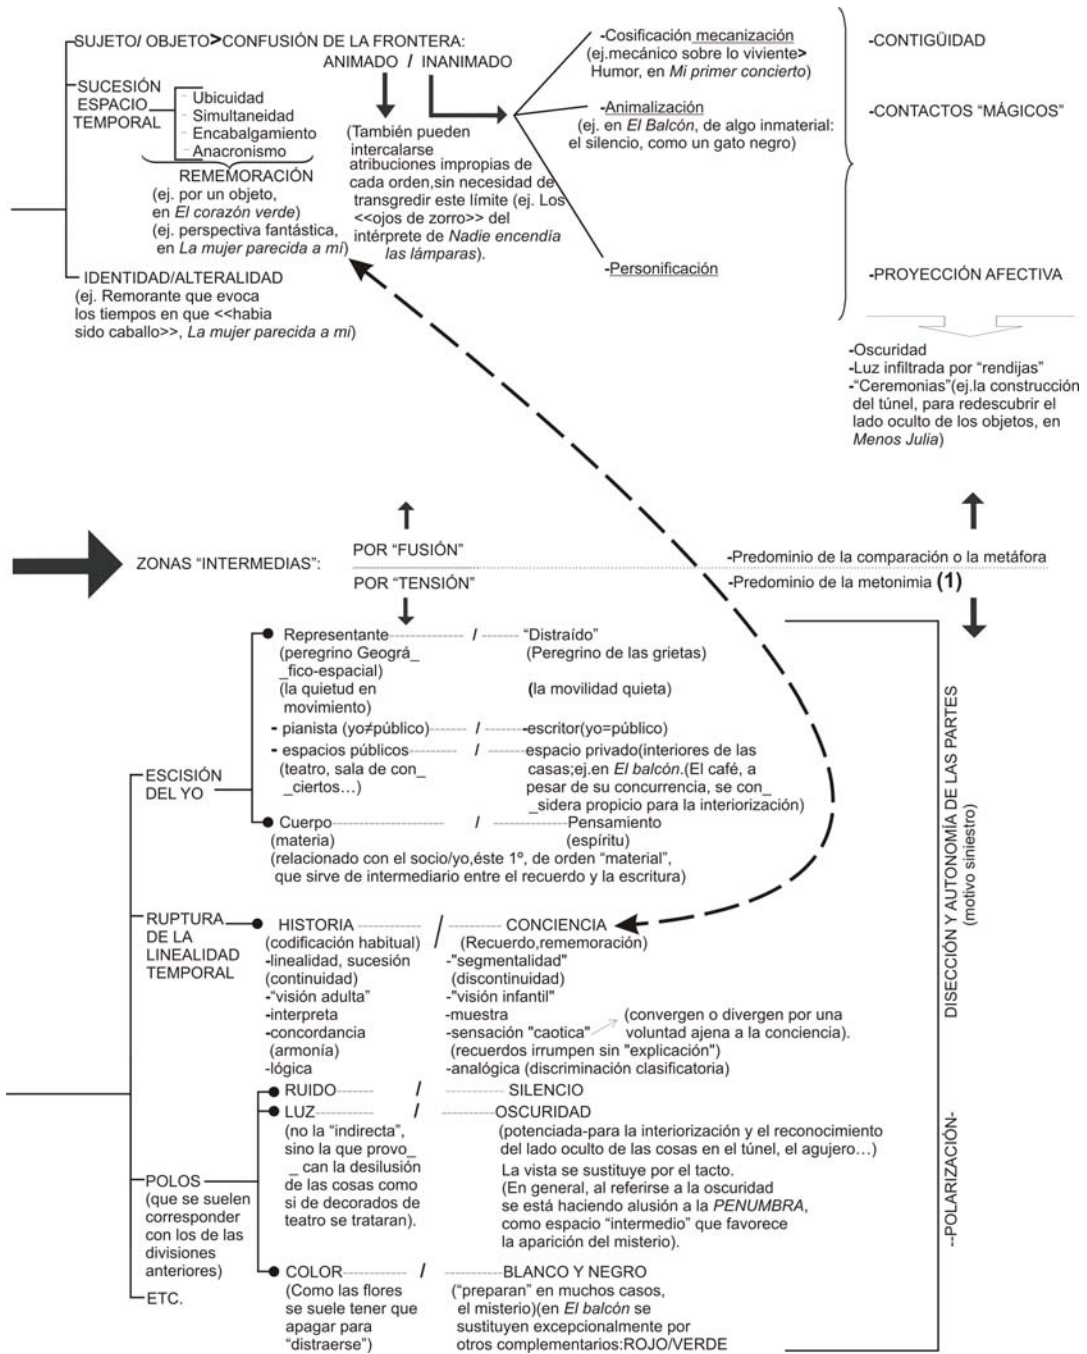 SUJETO/ OBJETO>CONFUSIÓN DE LA FRONTERA:
ANIMADO / INANIMADO
SUCESIÓN
ESPACIO
TEMPORAL
- Ubicuidad
- Simultaneidad
- Encabalgamiento
- Anacronismo
REMEMORACIÓN
(ej. por un objeto,
en El corazón verde)
(ej. perspectiva fantástica,
en La mujer parecida a mí)
IDENTIDAD/ALTERALIDAD
(ej. Remorante que evoca
los tiempos en que <<habia
sido caballo>>, La mujer parecida a mi)
(También pueden
intercalarse
atribuciones impropias de
cada orden,sin necesidad de
transgredir este límite (ej. Los
<<ojos de zorro>> del
intérprete de Nadie encendía
las lámparas).
-Cosificación mecanización
(ej.mecánico sobre lo viviente>
Humor, en Mi primer concierto)
-Animalización
(ej. en El Balcón, de algo inmaterial:
el silencio, como un gato negro)
-Personificación
-CONTIGÜIDAD
-CONTACTOS “MÁGICOS”
-PROYECCIÓN AFECTIVA
-Oscuridad
-Luz infiltrada por “rendijas”
-“Ceremonias”(ej.la construcción
del túnel, para redescubrir el
lado oculto de los objetos, en
Menos Julia)
ZONAS “INTERMEDIAS”:
POR “FUSIÓN”
POR “TENSIÓN”
-Predominio de la comparación o la metáfora
-Predominio de la metonimia (1)
ESCISIÓN
DEL YO
Representante / “Distraído”
(peregrino Geográ_ (Peregrino de las grietas)
_fico-espacial)
(la quietud en (la movilidad quieta)
movimiento)
- pianista (yo≠público) / -escritor(yo=público)
- espacios públicos / espacio privado(interiores de las
(teatro, sala de con_ casas;ej.en El balcón.(El café, a
_ciertos…) pesar de su concurrencia, se con_
_sidera propicio para la interiorización)
Cuerpo / Pensamiento
(materia) (espíritu)
(relacionado con el socio/yo,éste 1º, de orden “material”,
que sirve de intermediario entre el recuerdo y la escritura)
RUPTURA
DE LA
LINEALIDAD
TEMPORAL
HISTORIA / CONCIENCIA
(codificación habitual) (Recuerdo,rememoración)
-linealidad, sucesión -"segmentalidad"
(continuidad) (discontinuidad)
-“visión adulta” -"visión infantil"
-interpreta -muestra
-concordancia -sensación "caotica"
(armonía) (recuerdos irrumpen sin "explicación")
-lógica -analógica (discriminación clasificatoria)
(convergen o divergen por una
voluntad ajena a la conciencia).
POLOS
(que se suelen
corresponder
con los de las
divisiones
anteriores)
RUIDO / SILENCIO
LUZ / OSCURIDAD
(no la “indirecta”,
sino la que provo_
_ can la desilusión
de las cosas como
si de decorados de
teatro se trataran).
(potenciada-para la interiorización y el reconocimiento
del lado oculto de las cosas en el túnel, el agujero…)
La vista se sustituye por el tacto.
(En general, al referirse a la oscuridad
se está haciendo alusión a la PENUMBRA,
como espacio “intermedio” que favorece
la aparición del misterio).
COLOR / BLANCO Y NEGRO
(Como las flores
se suele tener que
apagar para
“distraerse”)
(“preparan” en muchos casos,
el misterio)(en El balcón se
sustituyen excepcionalmente por
otros complementarios:ROJO/VERDE
ETC.
DISECCIÓN Y AUTONOMÍA DE LAS PARTES
(motivo siniestro)
--POLARIZACIÓN-